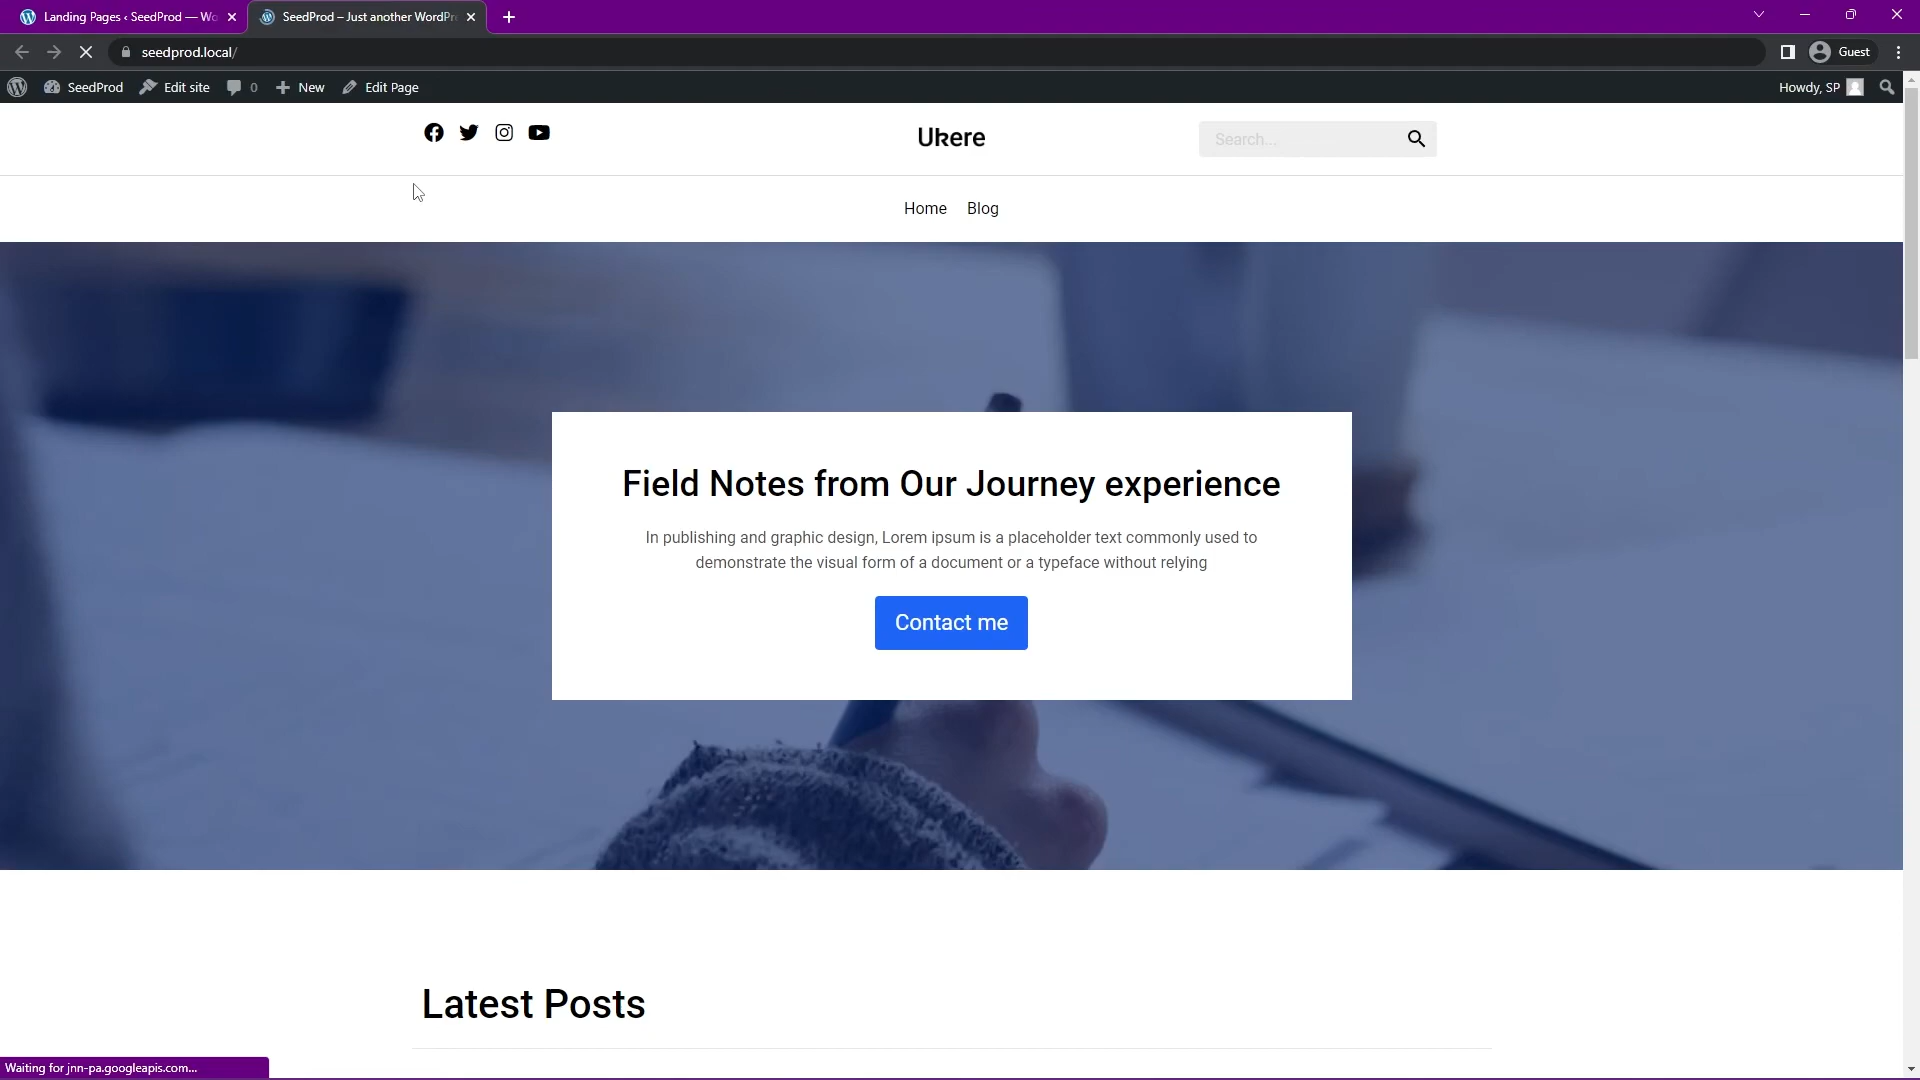 Landing Pages ‹ SeedProd — Wo
SeedProd – Just another WordPre
seedprod.local/
Guest
SeedProd
Edit site
0
New
Edit Page
Howdy, SP
Ukere
Search...
Home
Blog
Field Notes from Our Journey experience
In publishing and graphic design, Lorem ipsum is a placeholder text commonly used to
demonstrate the visual form of a document or a typeface without relying
Contact me
Latest Posts
Waiting for jnn-pa.googleapis.com...